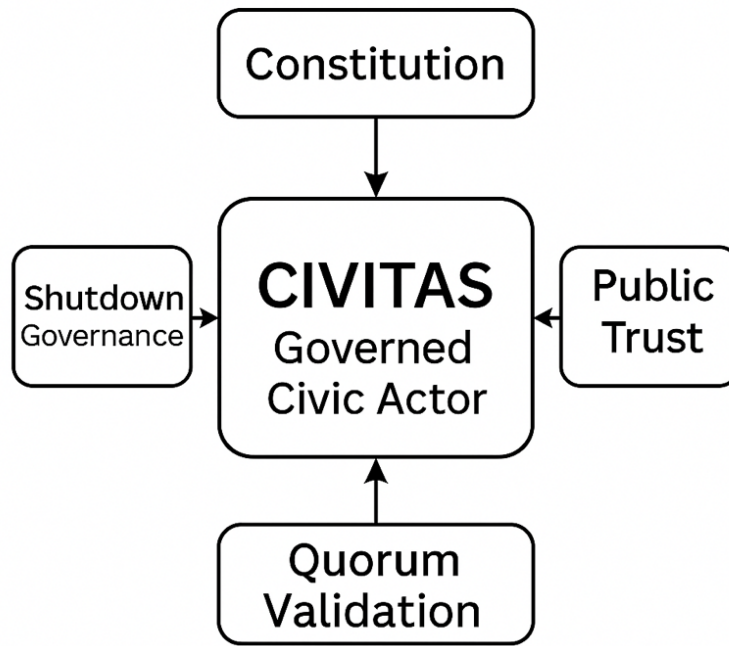 Constitution
Shutdown
Governance
CIVITAS
Governed
Civic Actor
Public
Trust
Quorum
Validation